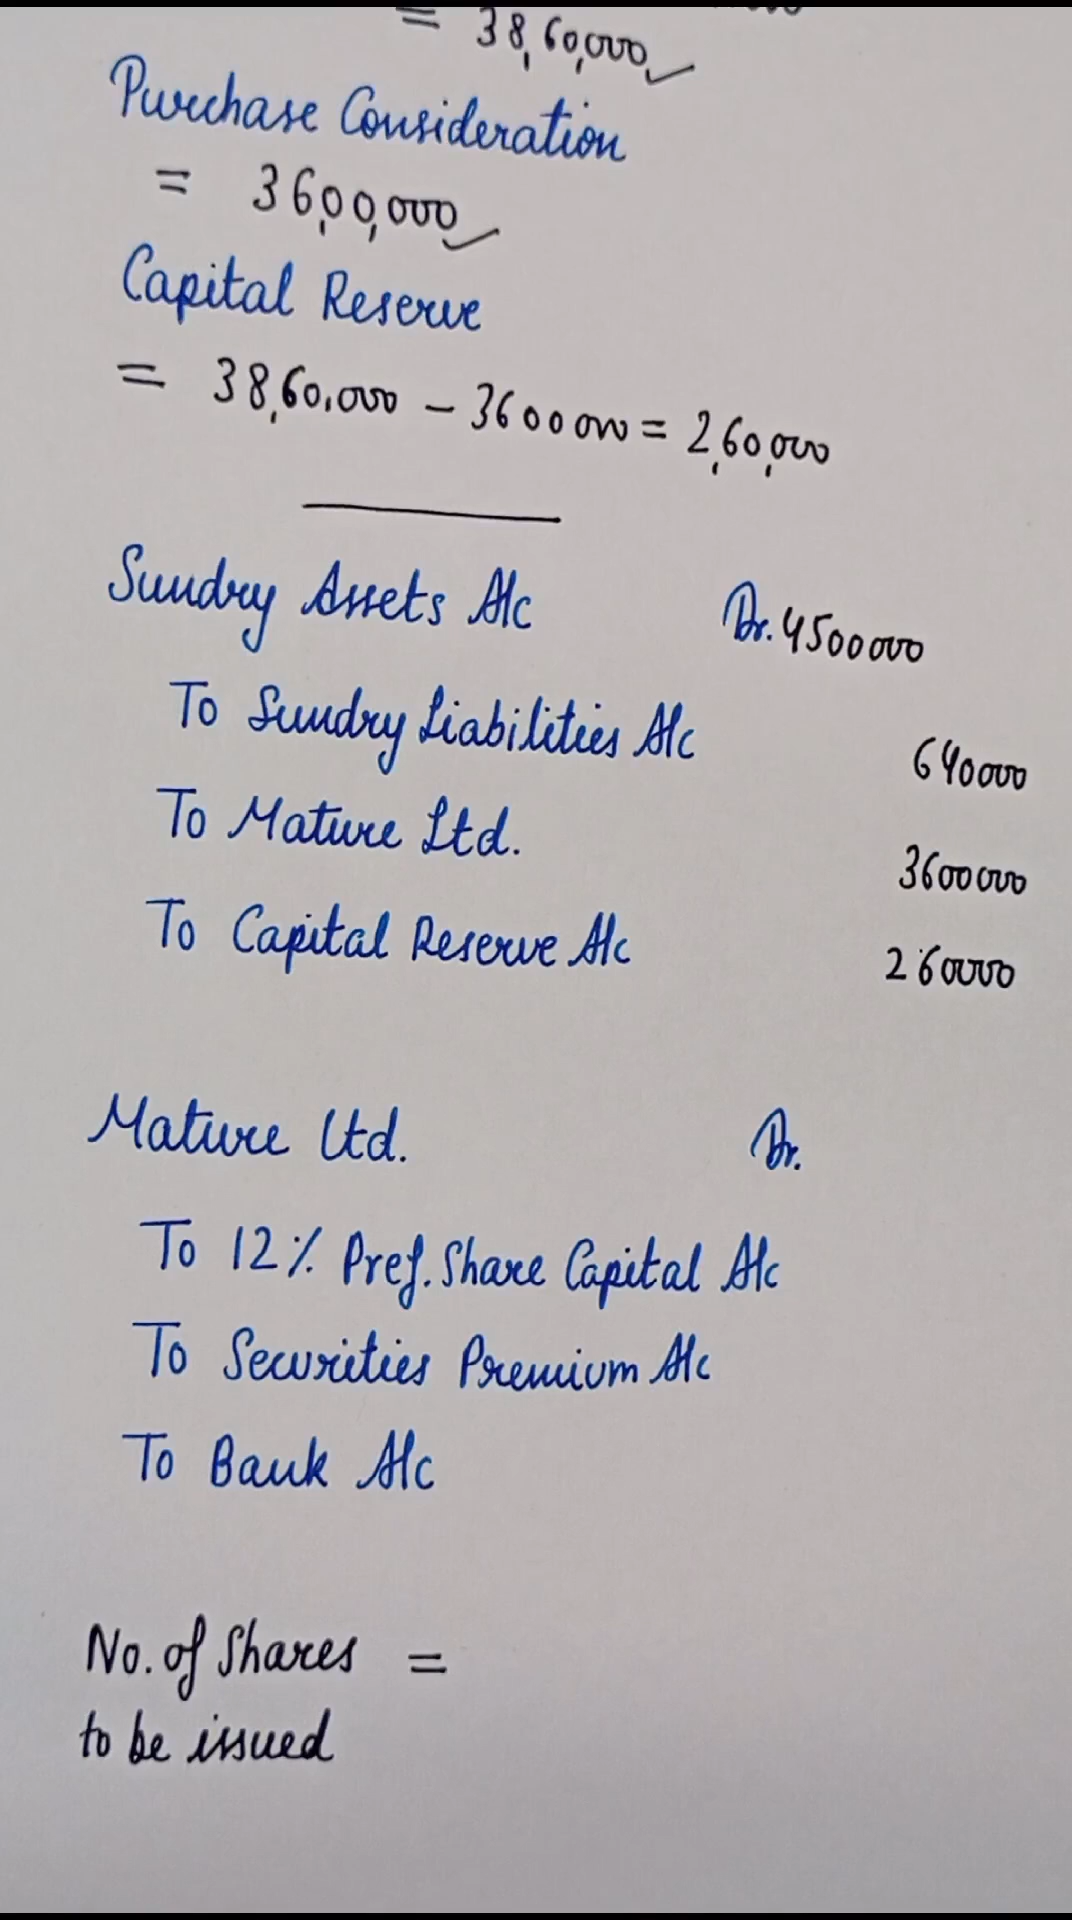 = 38,60,000
Purchase Consideration
= 36,00,000
Capital Reserve
= 38,60,000 - 3600000 = 2,60,000
Sundry Assets A/c Dr. 4500000
To Sundry Liabilities A/c 640000
To Mature Ltd. 3600000
To Capital Reserve A/c 260000
Mature Ltd. Dr.
To 12% Pref. Share Capital A/c
To Securities Premium A/c
To Bank A/c
No. of Shares =
to be issued